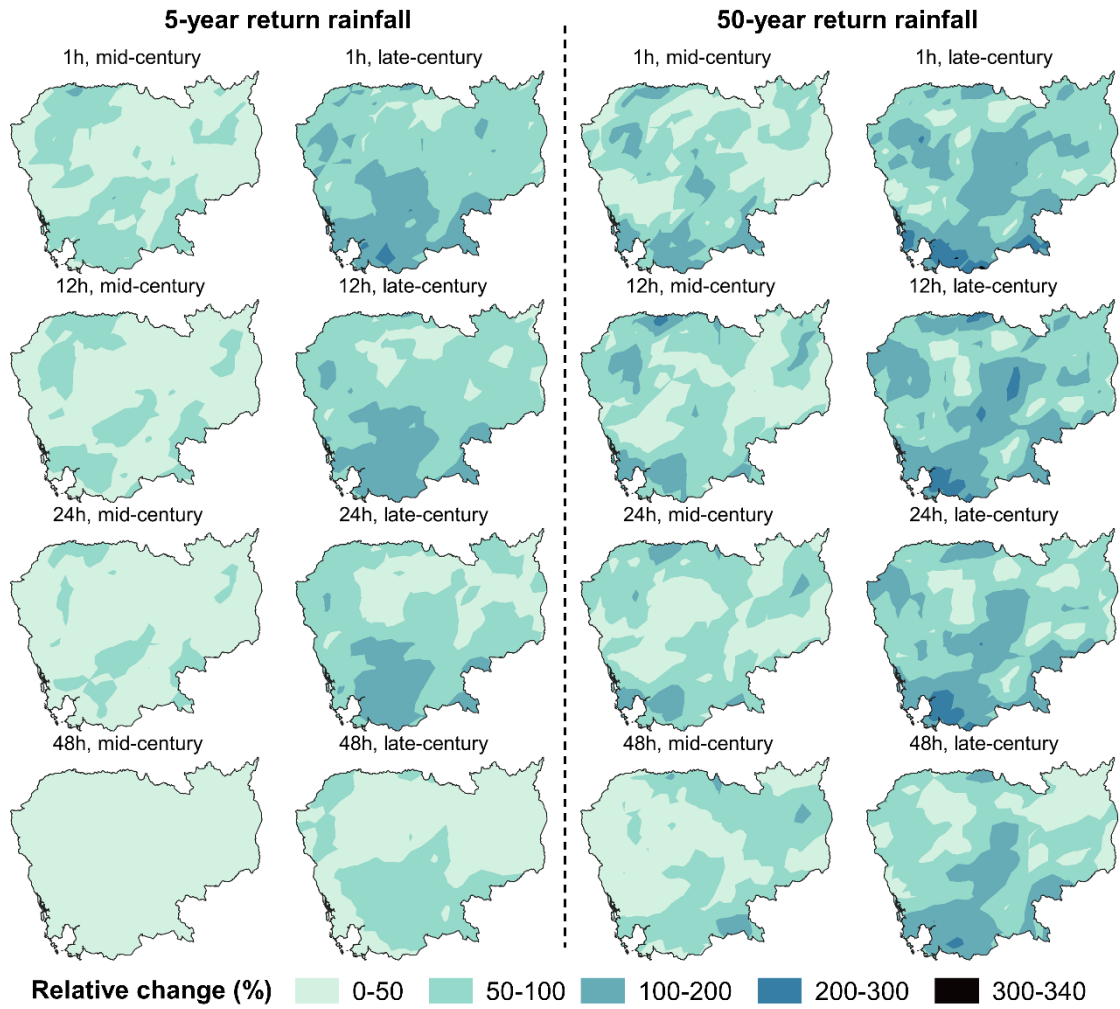 5-year return rainfall
50-year return rainfall
1h, mid-century
1h, late-century
1h, mid-century
1h, late-century
12h, mid-century
12h, late-century
12h, mid-century
12h, late-century
24h, mid-century
24h, late-century
24h, mid-century
24h, late-century
48h, mid-century
48h, late-century
48h, mid-century
48h, late-century
Relative change (%) 0-50 50-100 100-200 200-300 300-340